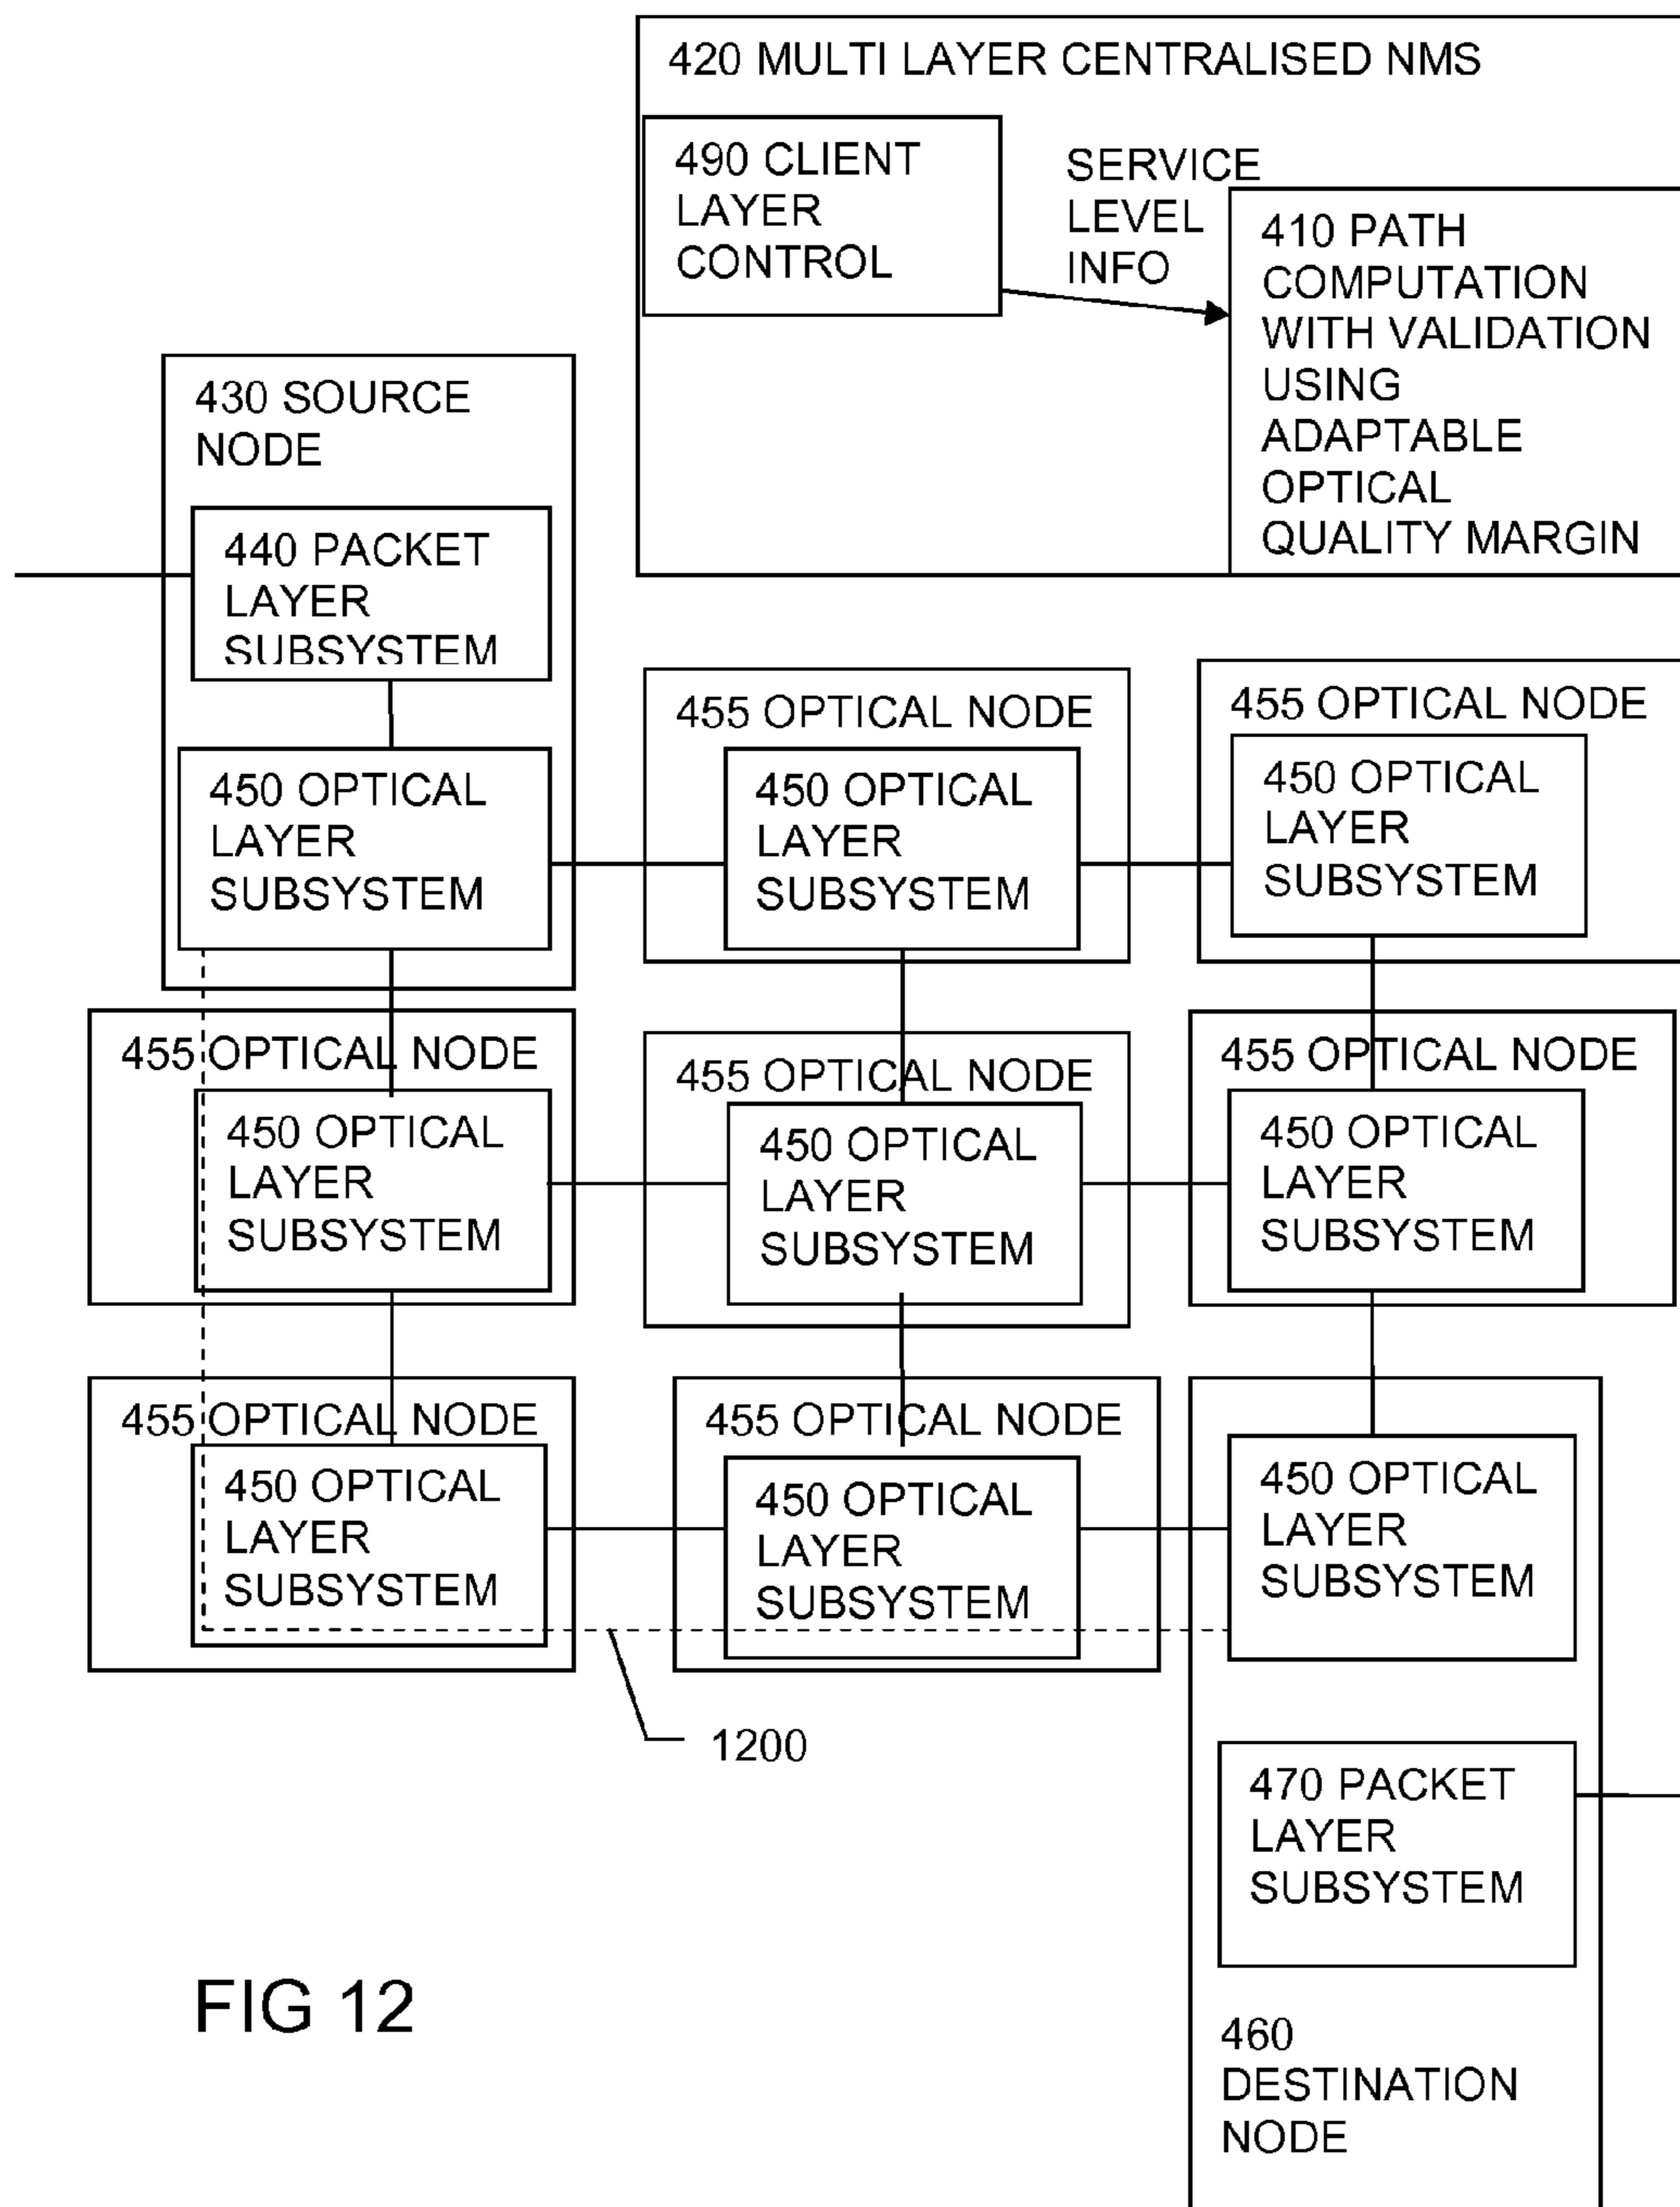 420 MULTI LAYER CENTRALISED NMS
490 CLIENT
LAYER
CONTROL
SERVICE
LEVEL
INFO
410 PATH
COMPUTATION
WITH VALIDATION
USING
ADAPTABLE
OPTICAL
QUALITY MARGIN
430 SOURCE
NODE
440 PACKET
LAYER
SUBSYSTEM
450 OPTICAL
LAYER
SUBSYSTEM
455 OPTICAL NODE
450 OPTICAL
LAYER
SUBSYSTEM
455 OPTICAL NODE
450 OPTICAL
LAYER
SUBSYSTEM
455 OPTICAL NODE
450 OPTICAL
LAYER
SUBSYSTEM
455 OPTICAL NODE
450 OPTICAL
LAYER
SUBSYSTEM
455 OPTICAL NODE
450 OPTICAL
LAYER
SUBSYSTEM
455 OPTICAL NODE
450 OPTICAL
LAYER
SUBSYSTEM
455 OPTICAL NODE
450 OPTICAL
LAYER
SUBSYSTEM
450 OPTICAL
LAYER
SUBSYSTEM
1200
470 PACKET
LAYER
SUBSYSTEM
460
DESTINATION
NODE
FIG 12